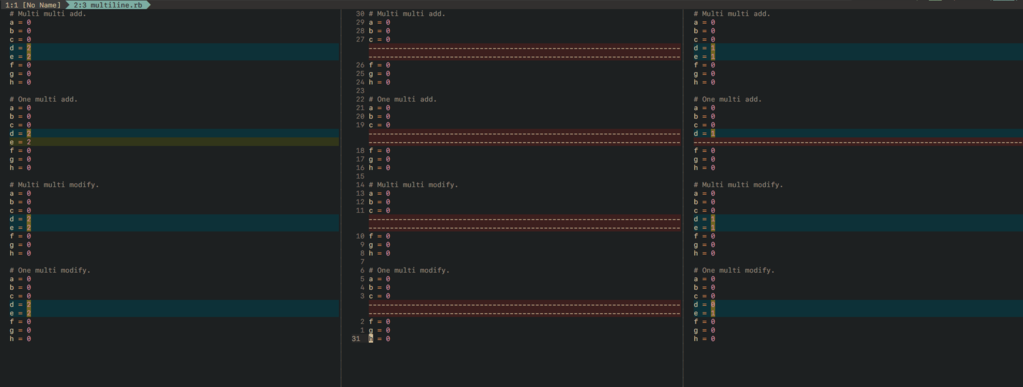 1:1 [No Name] 2:3 multiline.rb
# Multi multi add.
a = 0
b = 0
c = 0
d = 2
e = 2
f = 0
g = 0
h = 0
# One multi add.
a = 0
b = 0
c = 0
d = 2
e = 2
f = 0
g = 0
h = 0
# Multi multi modify.
a = 0
b = 0
c = 0
d = 2
e = 2
f = 0
g = 0
h = 0
# One multi modify.
a = 0
b = 0
c = 0
d = 2
e = 2
f = 0
g = 0
h = 0
30 # Multi multi add.
29 a = 0
28 b = 0
27 c = 0
26 f = 0
25 g = 0
24 h = 0
23
22 # One multi add.
21 a = 0
20 b = 0
19 c = 0
18 f = 0
17 g = 0
16 h = 0
15
14 # Multi multi modify.
13 a = 0
12 b = 0
11 c = 0
10 f = 0
9 g = 0
8 h = 0
7
6 # One multi modify.
5 a = 0
4 b = 0
3 c = 0
2 f = 0
1 g = 0
31 h = 0
# Multi multi add.
a = 0
b = 0
c = 0
d = 1
e = 1
f = 0
g = 0
h = 0
# One multi add.
a = 0
b = 0
c = 0
d = 1
f = 0
g = 0
h = 0
# Multi multi modify.
a = 0
b = 0
c = 0
d = 1
e = 1
f = 0
g = 0
h = 0
# One multi modify.
a = 0
b = 0
c = 0
d = 0
e = 1
f = 0
g = 0
h = 0